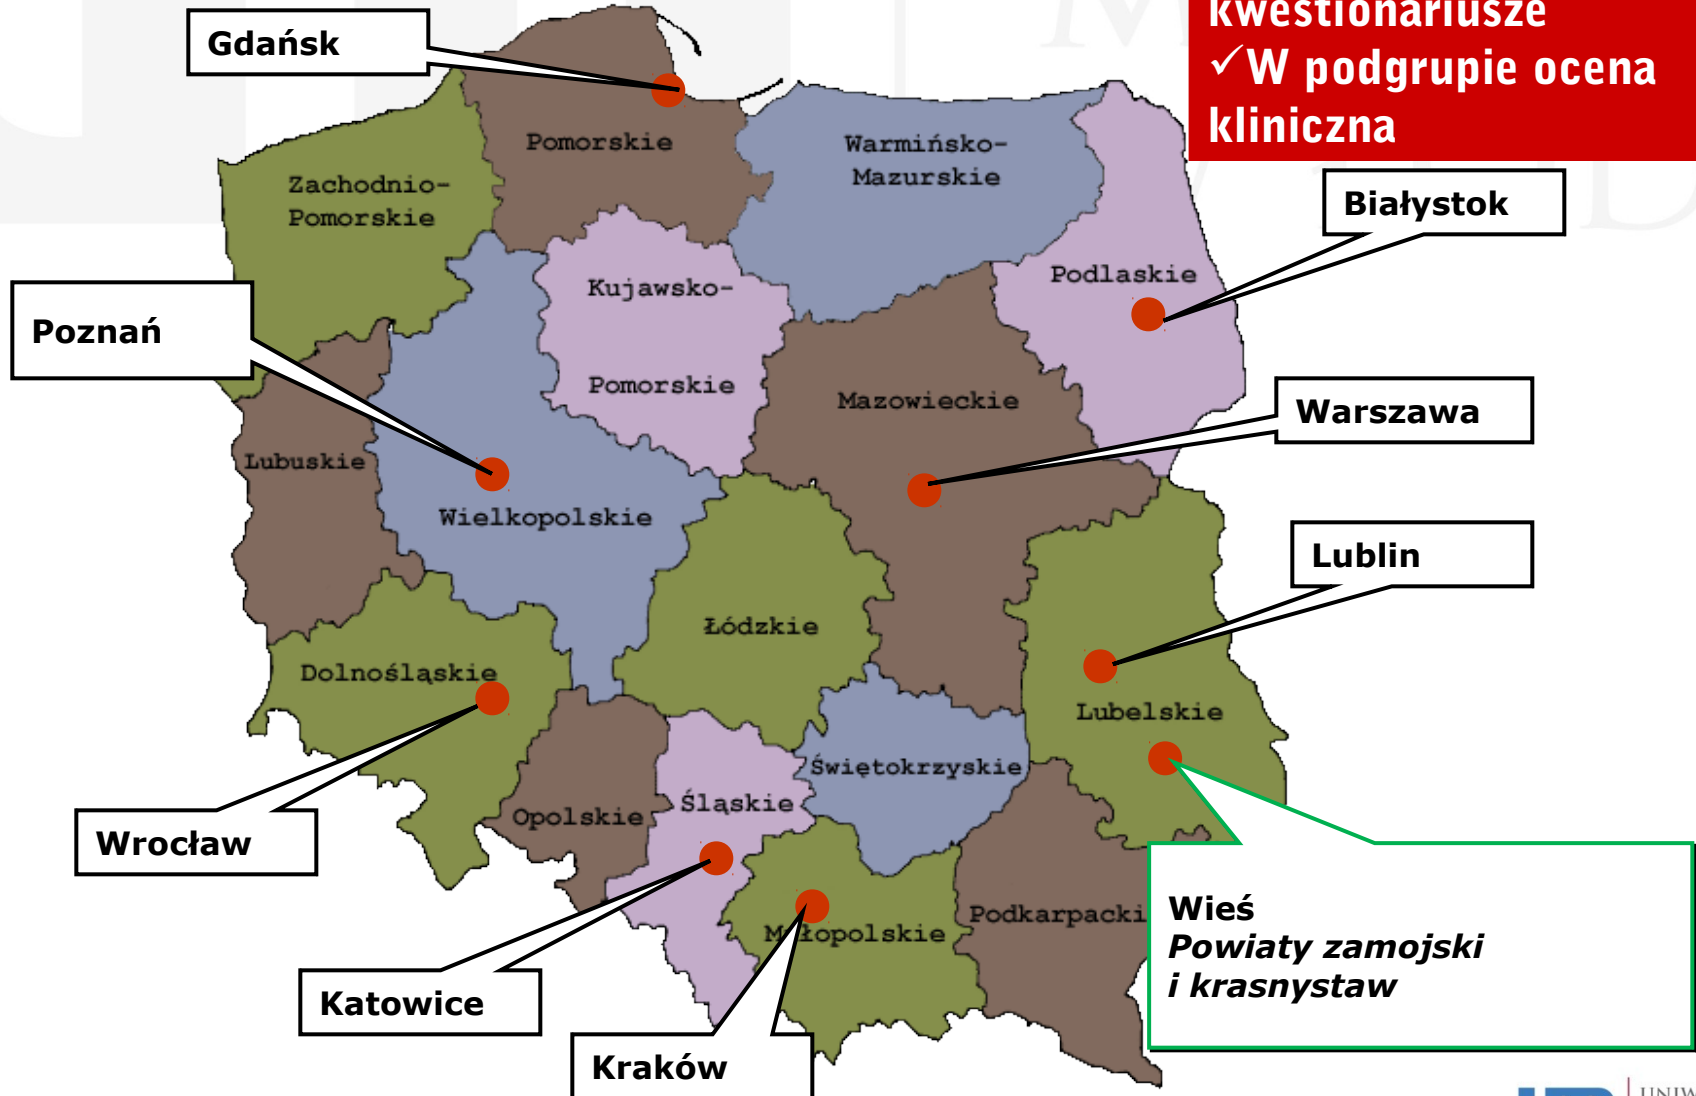 kwestionariusze
✓W podgrupie ocena
kliniczna
Gdańsk
Pomorskie
Warmińsko-
Mazurskie
Zachodnio-
Pomorskie
Białystok
Podlaskie
Kujawsko-
Pomorskie
Poznań
Mazowieckie
Warszawa
Lubuskie
Wielkopolskie
Lublin
Łódzkie
Dolnośląskie
Lubelskie
Świętokrzyskie
Śląskie
Opolskie
Wrocław
Wieś
Powiaty zamojski
i krasnystaw
Podkarpacki
Małopolskie
Katowice
Kraków